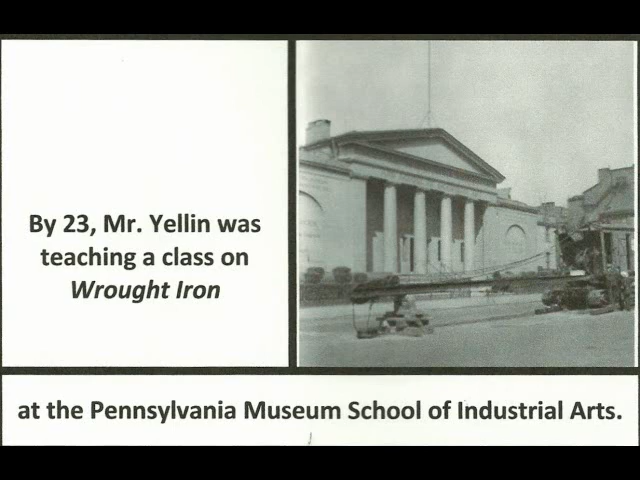 By 23, Mr. Yellin was
teaching a class on
Wrought Iron
at the Pennsylvania Museum School of Industrial Arts.